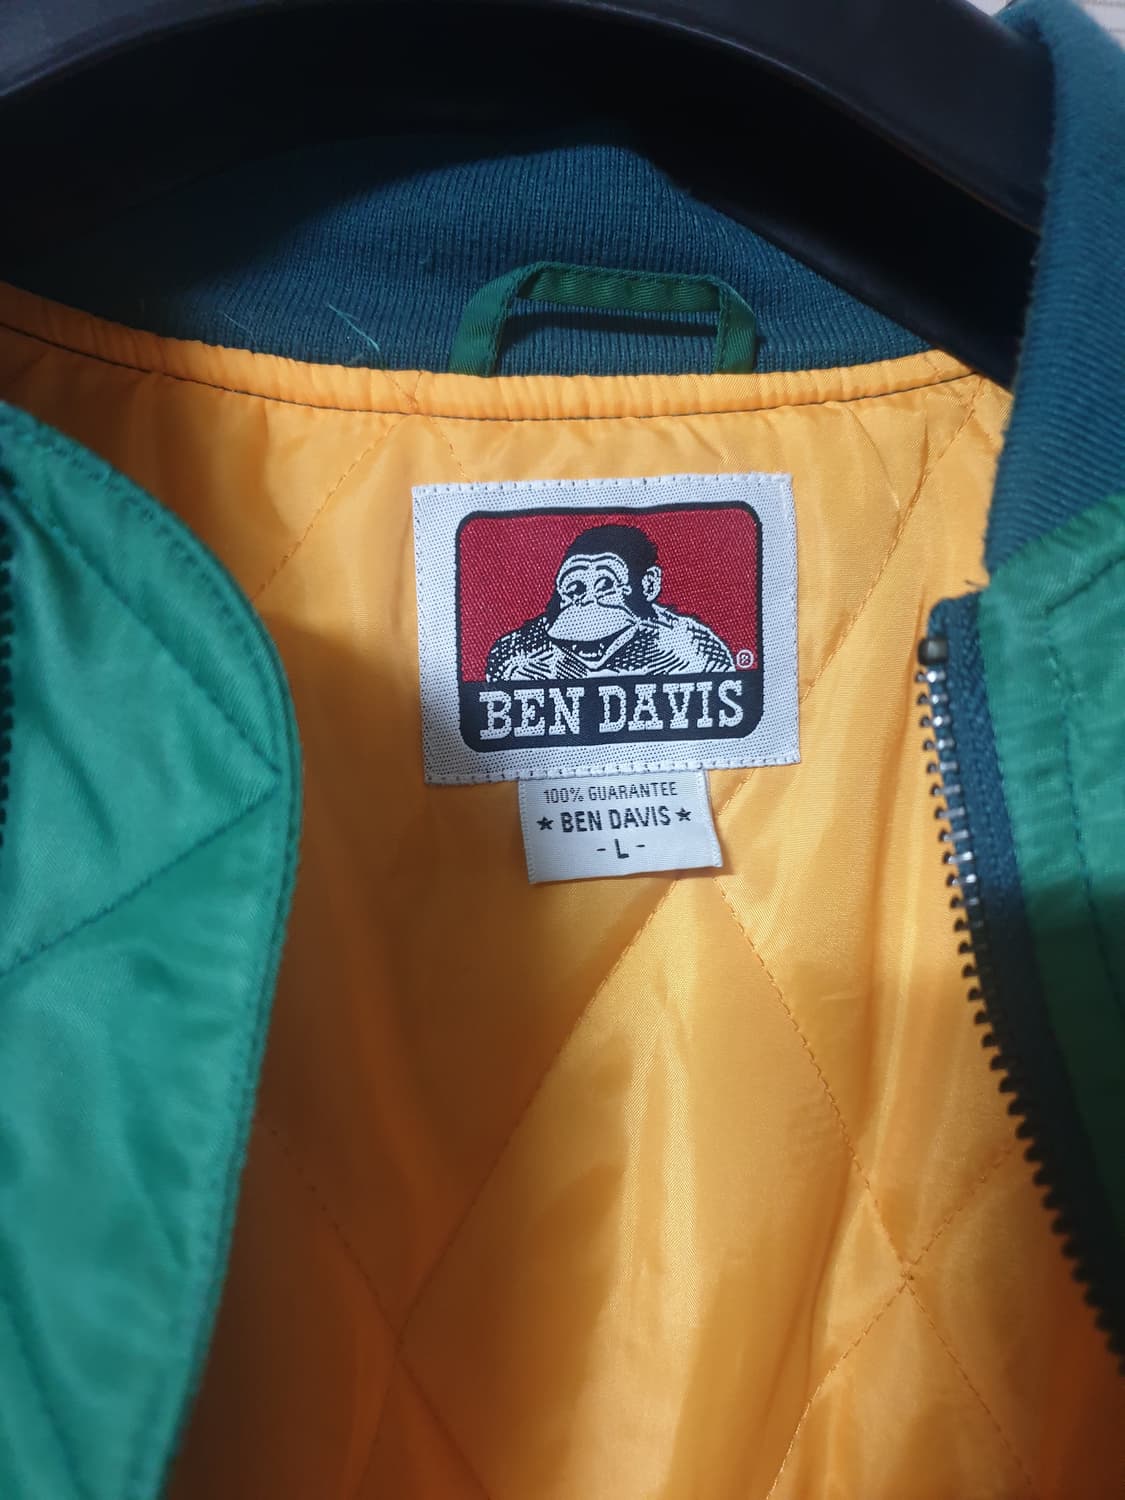 ®
BEN DAVIS
100% GUARANTEE
★ BEN DAVIS ★
- L -